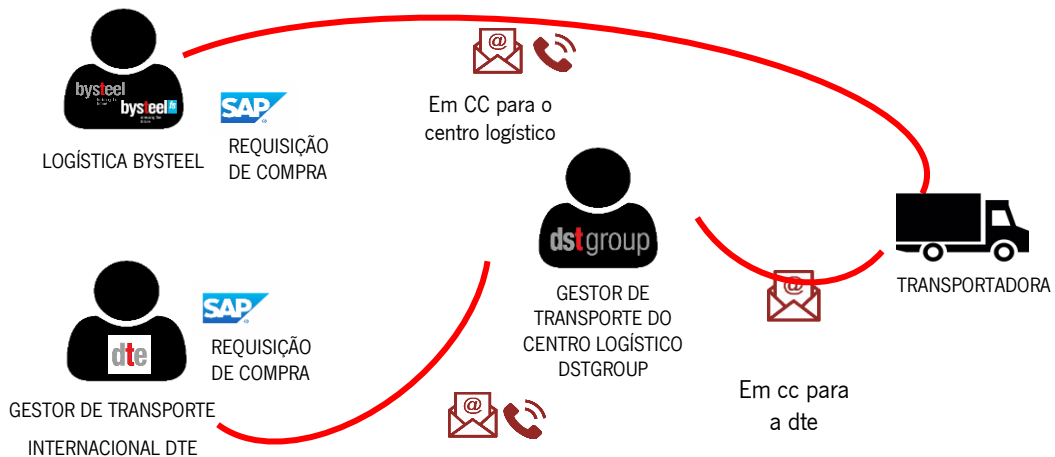 bysteel
bysteel fs
SAP
REQUISIÇÃO
DE COMPRA
LOGÍSTICA BYSTEEL
@
Em CC para o
centro logístico
dstgroup
GESTOR DE
TRANSPORTE DO
CENTRO LOGÍSTICO
DSTGROUP
TRANSPORTADORA
@
Em cc para
a dte
SAP
REQUISIÇÃO
DE COMPRA
dte
GESTOR DE TRANSPORTE
INTERNACIONAL DTE
@